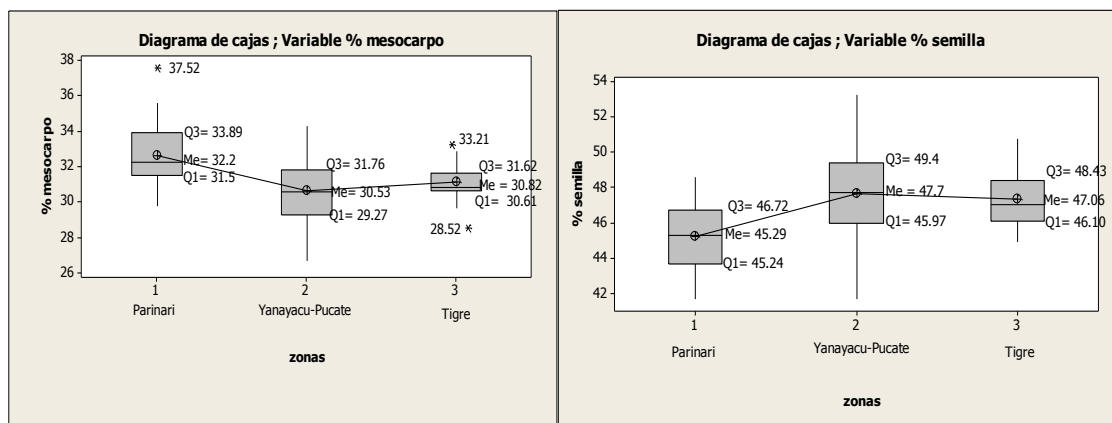 Diagrama de cajas ; Variable % mesocarpo
% mesocarpo
38
36
34
32
30
28
26
37.52
Q3= 33.89
Me= 32.2
Q1= 31.5
Q3= 31.76
Me= 30.53
Q1= 29.27
33.21
Q3= 31.62
Me = 30.82
Q1= 30.61
28.52
1
2
3
Parinari
Yanayacu-Pucate
Tigre
zonas
Diagrama de cajas ; Variable % semilla
% semilla
54
52
50
48
46
44
42
Q3= 46.72
Me= 45.29
Q1= 45.24
Q3= 49.4
Me = 47.7
Q1= 45.97
Q3= 48.43
Me= 47.06
Q1= 46.10
1
2
3
Parinari
Yanayacu-Pucate
Tigre
zonas